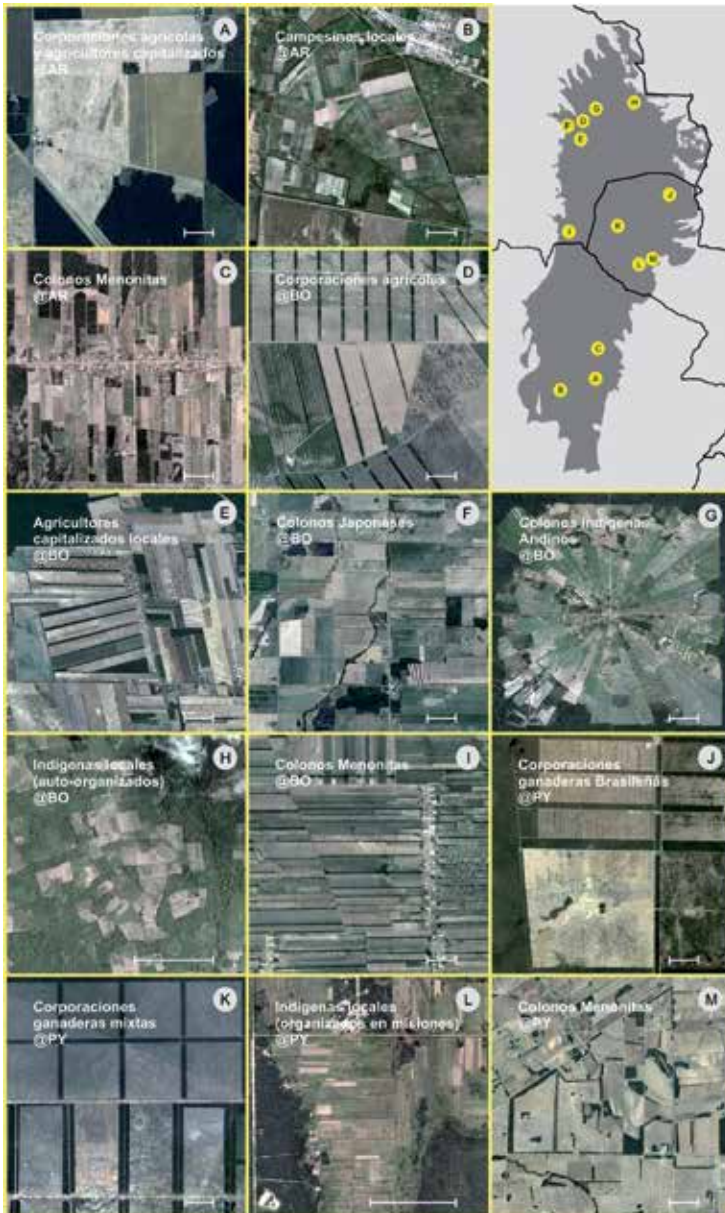 Corporaciones agrícolas
y agricultores capitalizados
@AR
A
Campesinos locales
@AR
B
G
H
F
D
E
J
I
K
L
M
C
A
B
Colonos Menonitas
@AR
C
Corporaciones agrícolas
@BO
D
Agricultores
capitalizados locales
@BO
E
Colonos Japoneses
@BO
F
Colonos Indígenas
Andinos
@BO
G
Indígenas locales
(auto-organizados)
@BO
H
Colonos Menonitas
@BO
I
Corporaciones
ganaderas Brasileñas
@PY
J
Corporaciones
ganaderas mixtas
@PY
K
Indígenas locales
(organizados en misiones)
@PY
L
Colonos Menonitas
@PY
M